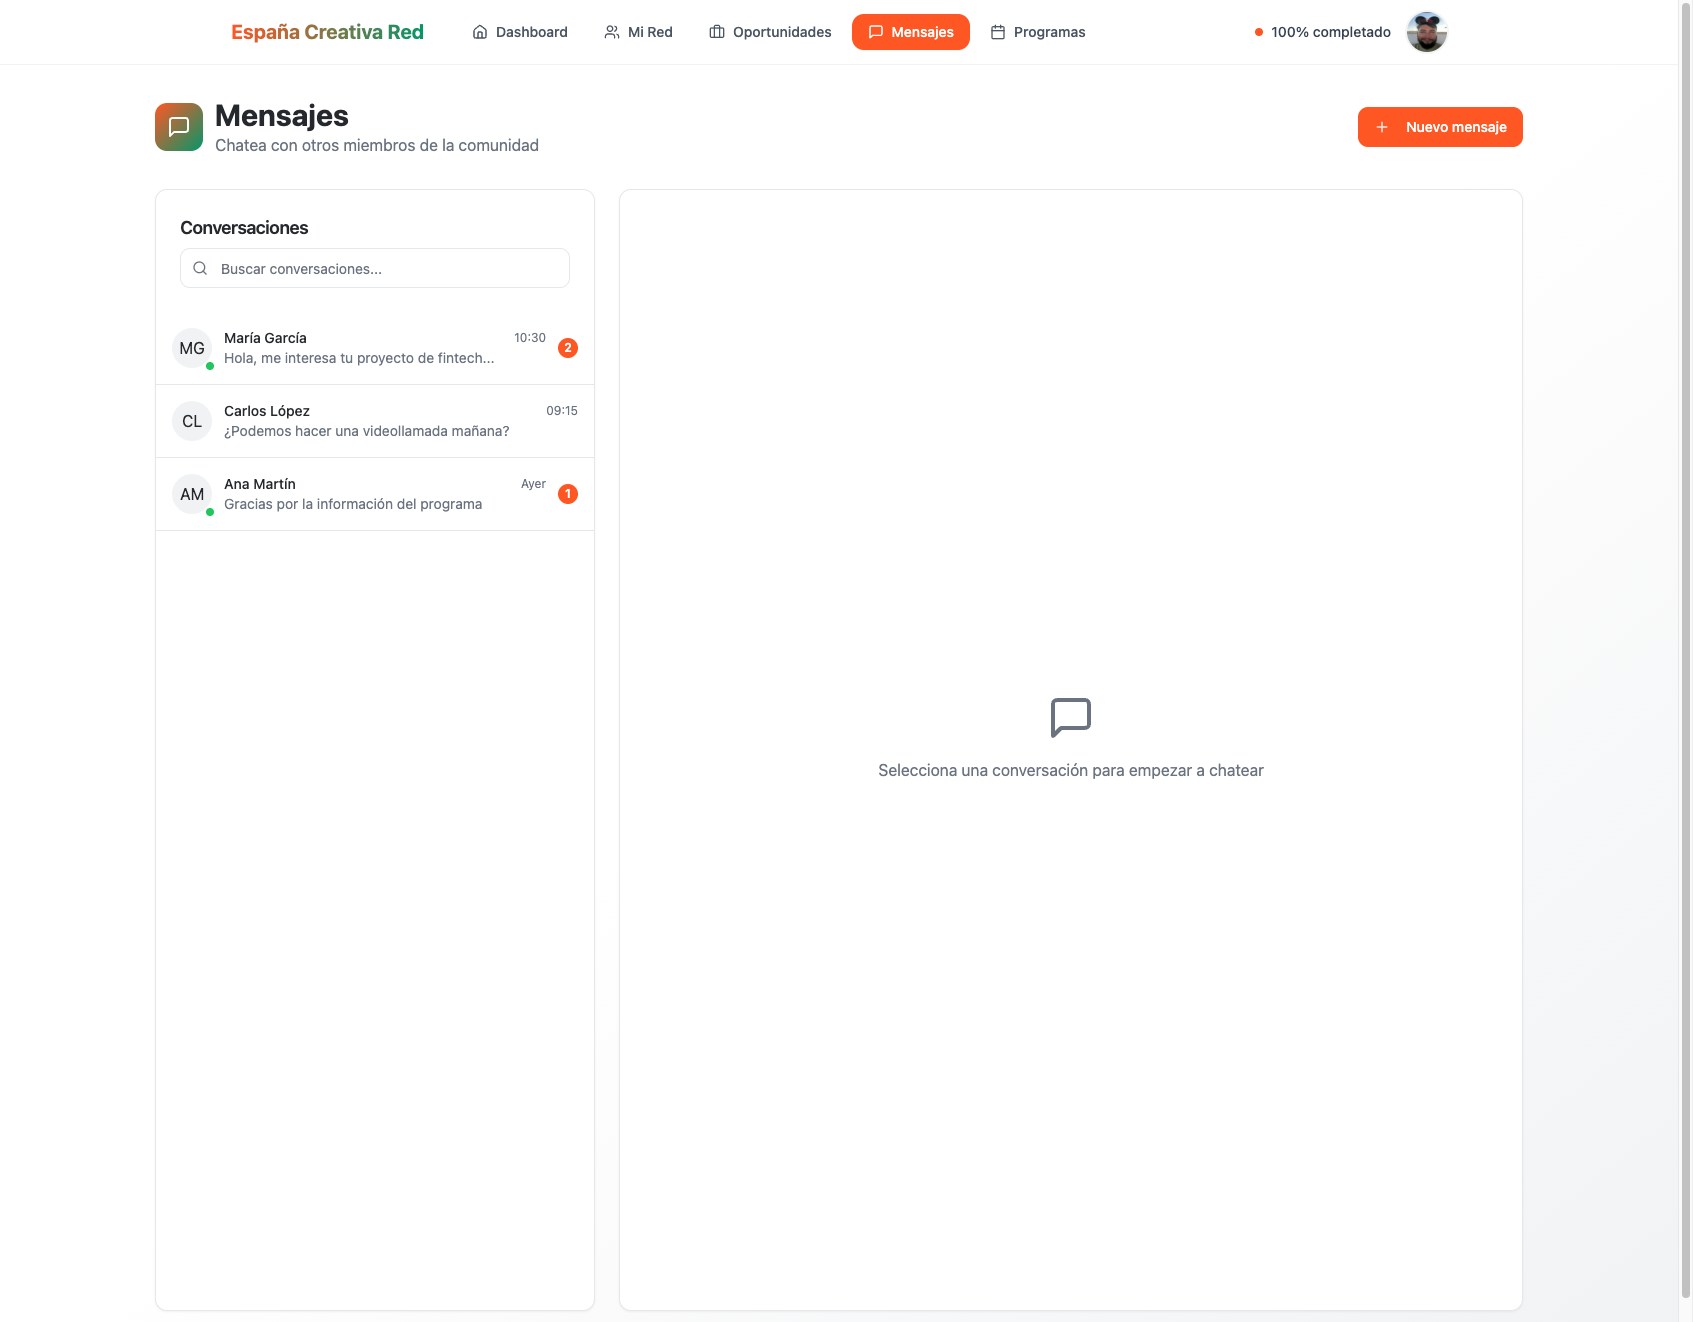 España Creativa Red
Dashboard
Mi Red
Oportunidades
Mensajes
Programas
100% completado
Mensajes
Chatea con otros miembros de la comunidad
Nuevo mensaje
Conversaciones
Buscar conversaciones...
MG
María García
10:30
Hola, me interesa tu proyecto de fintech...
2
CL
Carlos López
09:15
¿Podemos hacer una videollamada mañana?
AM
Ana Martín
Ayer
Gracias por la información del programa
1
Selecciona una conversación para empezar a chatear